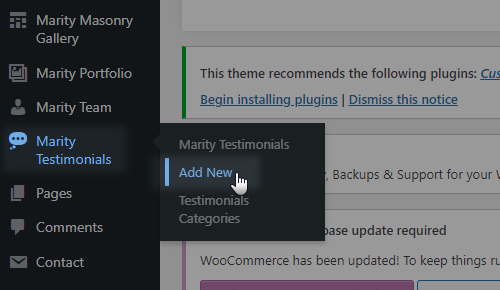 Marity Masonry
Gallery
Marity Portfolio
Marity Team
Marity
Testimonials
Pages
Comments
Contact
Marity Testimonials
Add New
Testimonials
Categories
This theme recommends the following plugins: Cus
Begin installing plugins | Dismiss this notice
, Backups & Support for your V
base update required
WooCommerce has been updated! To keep things ru